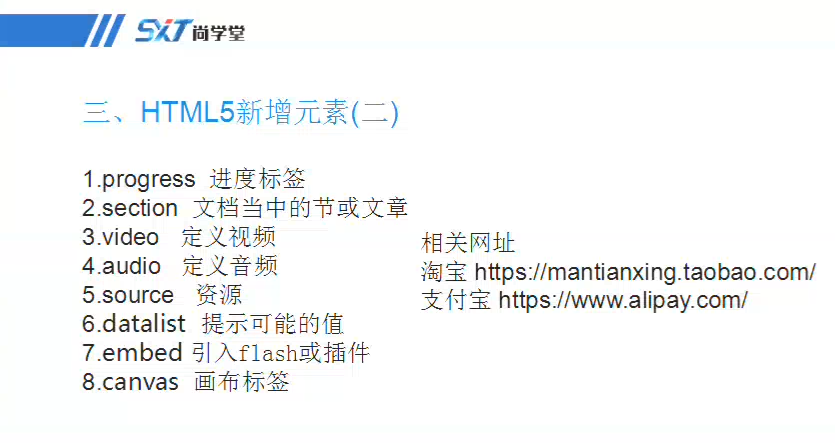 SXT尚学堂
三、HTML5新增元素(二)
1.progress 进度标签
2.section 文档当中的节或文章
3.video 定义视频
4.audio 定义音频
5.source 资源
6.datalist 提示可能的值
7.embed 引入flash或插件
8.canvas 画布标签
相关网址
淘宝 https://mantianxing.taobao.com/
支付宝 https://www.alipay.com/